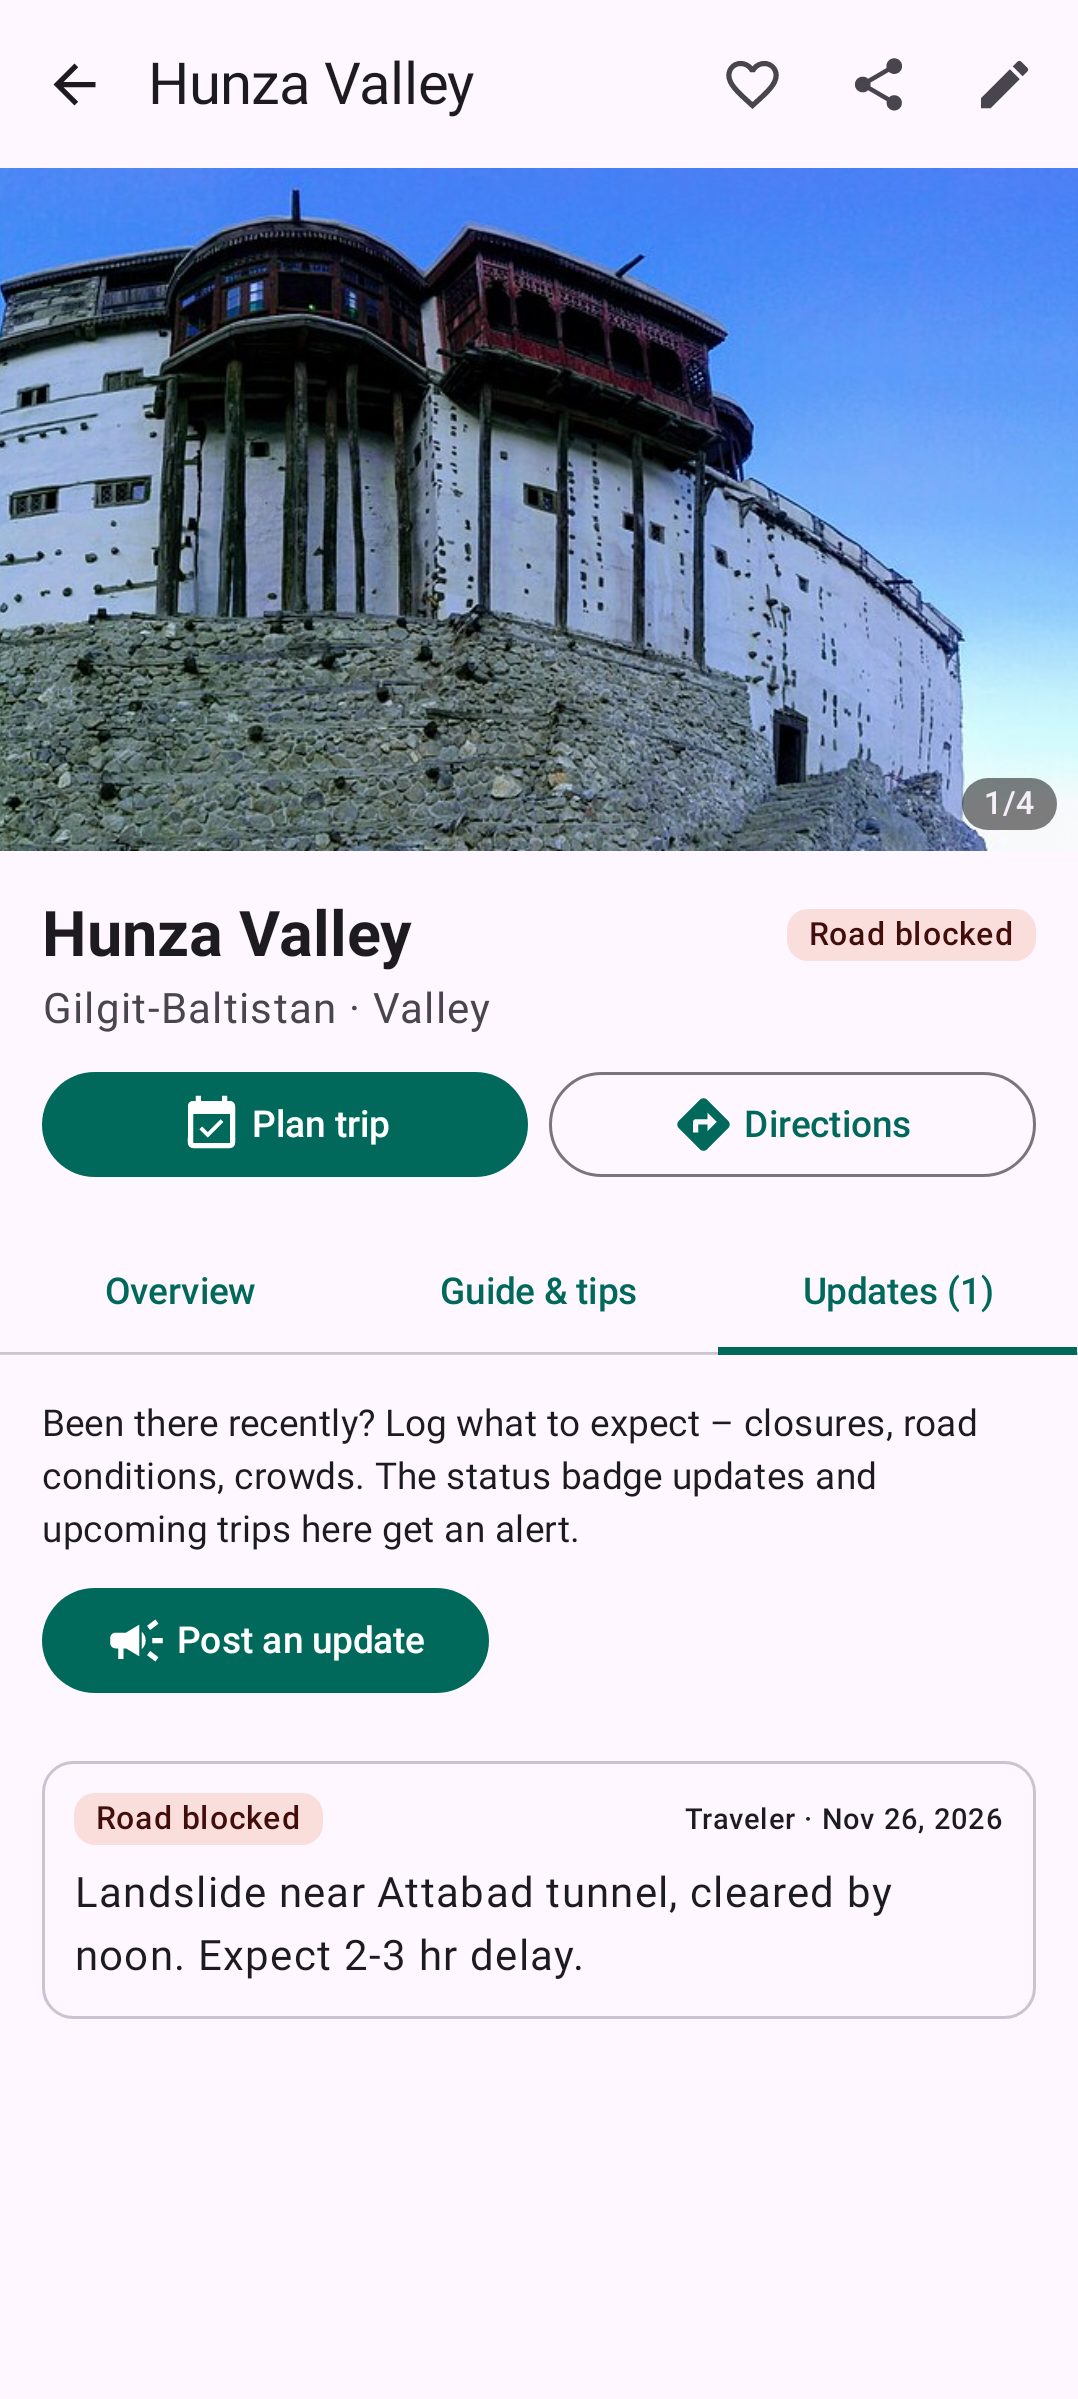 Hunza Valley
1/4
Hunza Valley
Road blocked
Gilgit-Baltistan · Valley
Plan trip
Directions
Overview
Guide & tips
Updates (1)
Been there recently? Log what to expect – closures, road
conditions, crowds. The status badge updates and
upcoming trips here get an alert.
Post an update
Road blocked
Traveler · Nov 26, 2026
Landslide near Attabad tunnel, cleared by
noon. Expect 2-3 hr delay.